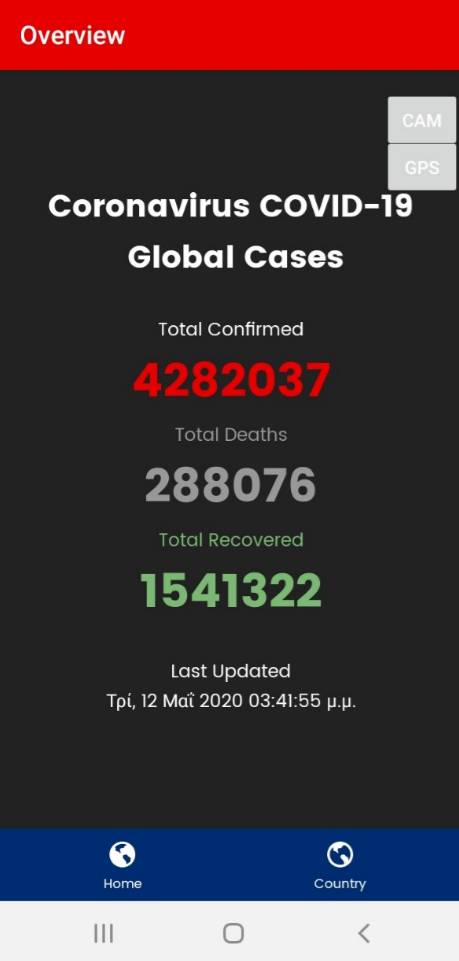 Overview
CAM
GPS
Coronavirus COVID-19
Global Cases
Total Confirmed
4282037
Total Deaths
288076
Total Recovered
1541322
Last Updated
Τρί, 12 Μαΐ 2020 03:41:55 μ.μ.
Home
Country